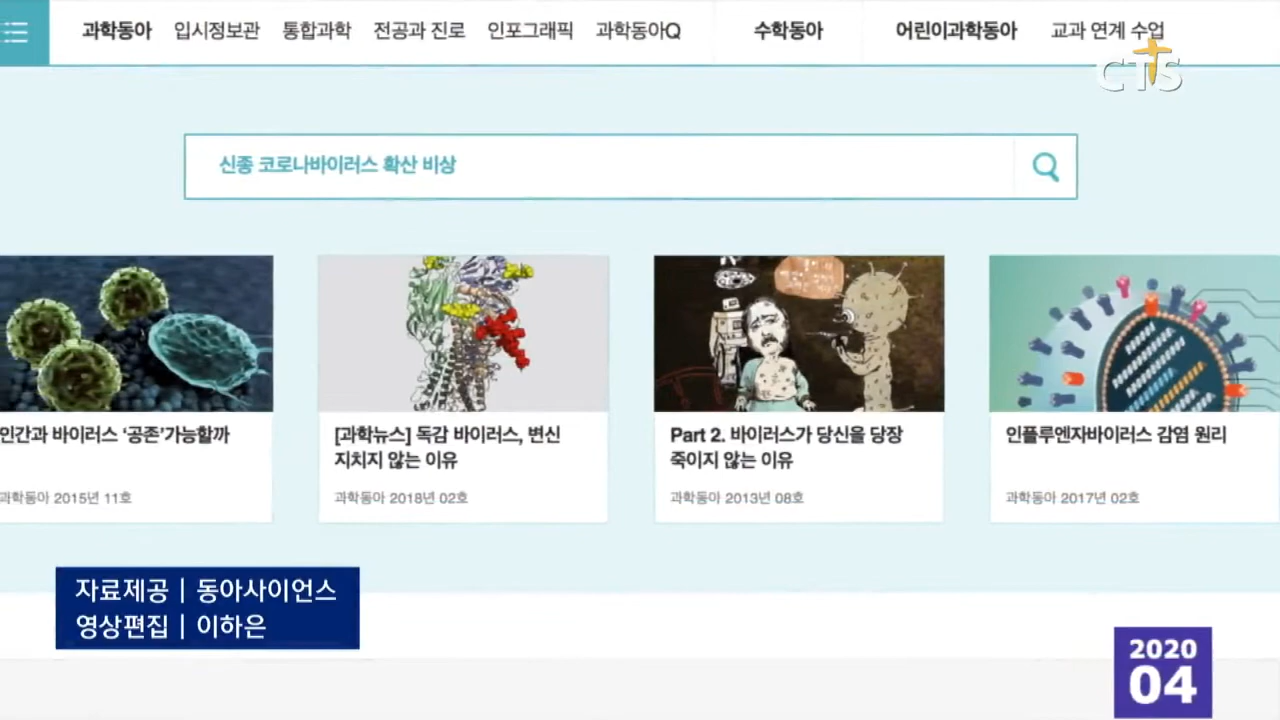 과학동아 입시정보관 통합과학 전공과 진로 인포그래픽 과학동아Q 수학동아 어린이과학동아 교과 연계 수업
CTS
신종 코로나바이러스 확산 비상
인간과 바이러스 ‘공존’가능할까
과학동아 2015년 11호
[과학뉴스] 독감 바이러스, 변신
지치지 않는 이유
과학동아 2018년 02호
Part 2. 바이러스가 당신을 당장
죽이지 않는 이유
과학동아 2013년 08호
인플루엔자바이러스 감염 원리
과학동아 2017년 02호
자료제공 | 동아사이언스
영상편집 | 이하은
2020
04